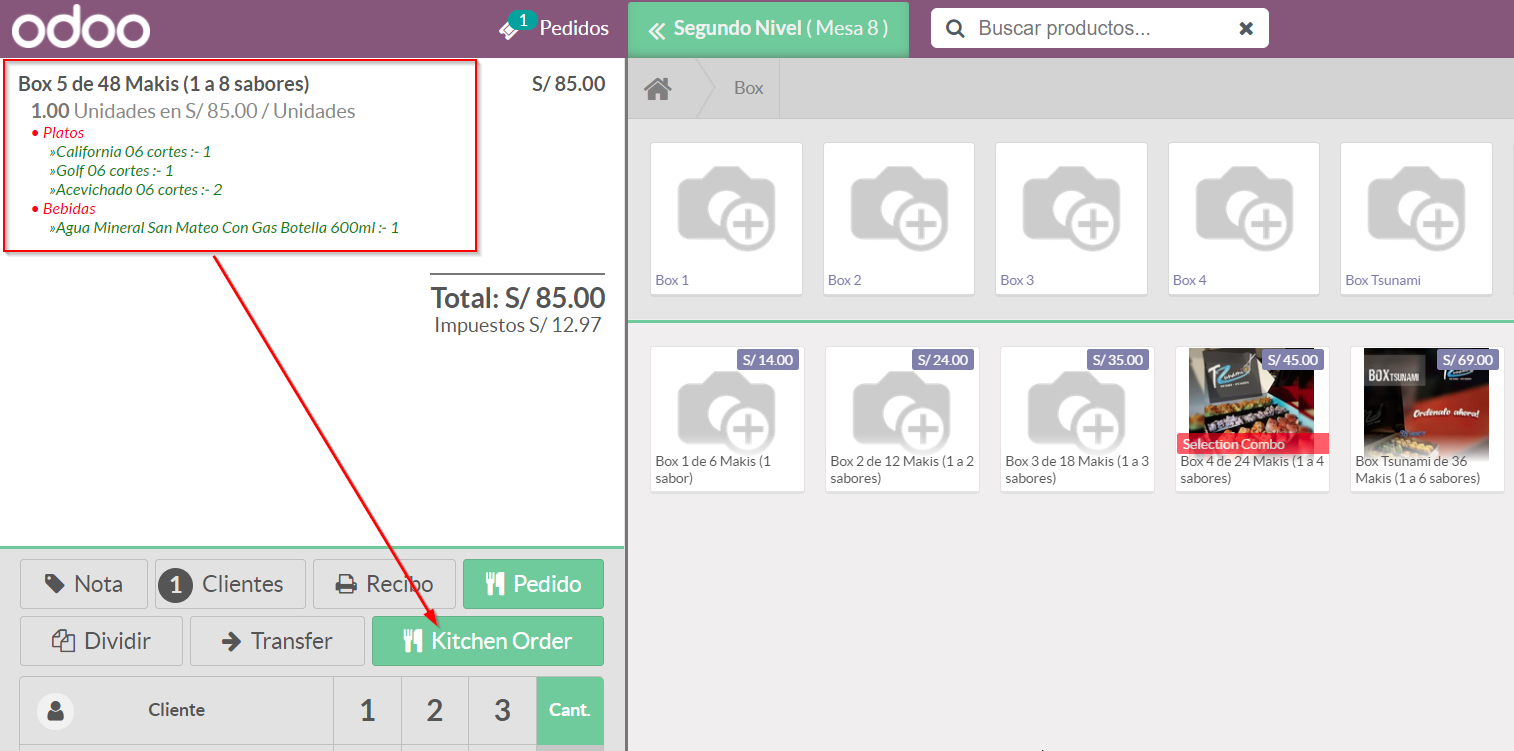 odoo
1 Pedidos
Segundo Nivel ( Mesa 8 )
Buscar productos...
Box 5 de 48 Makis (1 a 8 sabores)
S/ 85.00
1.00 Unidades en S/ 85.00 / Unidades
• Platos
»California 06 cortes :- 1
»Golf 06 cortes :- 1
»Acevichado 06 cortes :- 2
• Bebidas
»Agua Mineral San Mateo Con Gas Botella 600ml :- 1
Total: S/ 85.00
Impuestos S/ 12.97
Nota
1 Clientes
Recibo
Pedido
Dividir
Transfer
Kitchen Order
Cliente
1
2
3
Cant.
Box
Box 1
Box 2
Box 3
Box 4
Box Tsunami
S/ 14.00
Box 1 de 6 Makis (1
sabor)
S/ 24.00
Box 2 de 12 Makis (1 a 2
sabores)
S/ 35.00
Box 3 de 18 Makis (1 a 3
sabores)
S/ 45.00
Selection Combo
Box 4 de 24 Makis (1 a 4
sabores)
S/ 69.00
BOX TSUNAMI
Ordénalo ahora!
Box Tsunami de 36
Makis (1 a 6 sabores)